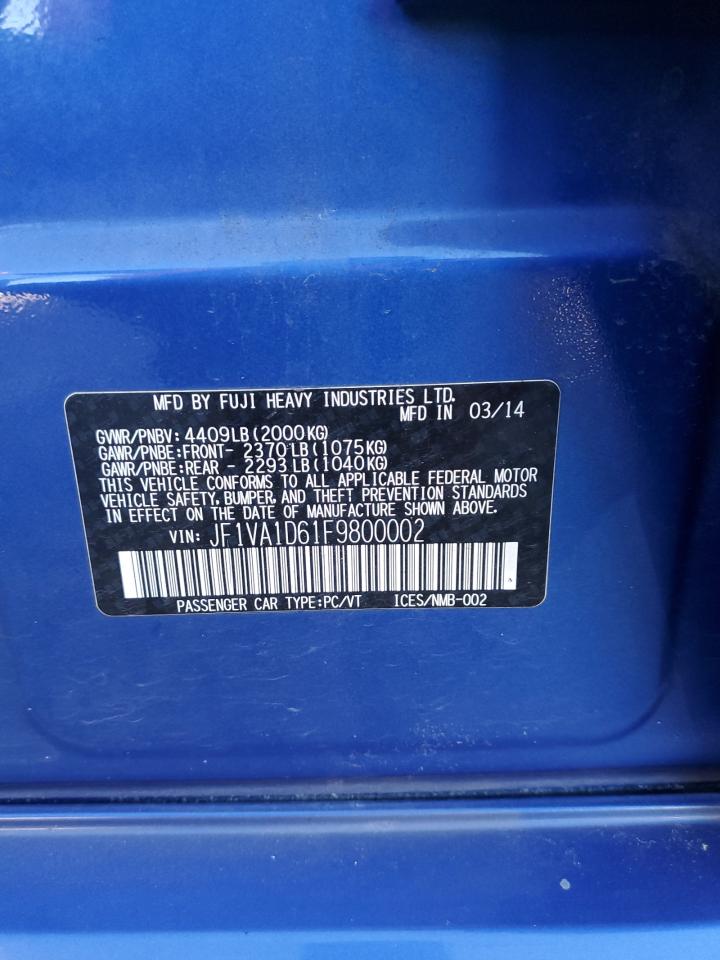 MFD BY FUJI HEAVY INDUSTRIES LTD.
MFD IN 03/14
GVWR/PNBV: 4409LB(2000KG)
GAWR/PNBE:FRONT- 2370LB(1075KG)
GAWR/PNBE:REAR - 2293LB(1040KG)
THIS VEHICLE CONFORMS TO ALL APPLICABLE FEDERAL MOTOR
VEHICLE SAFETY, BUMPER, AND THEFT PREVENTION STANDARDS
IN EFFECT ON THE DATE OF MANUFACTURE SHOWN ABOVE.
VIN: JF1VA1D61F9800002
PASSENGER CAR TYPE:PC/VT ICES/NMB-002